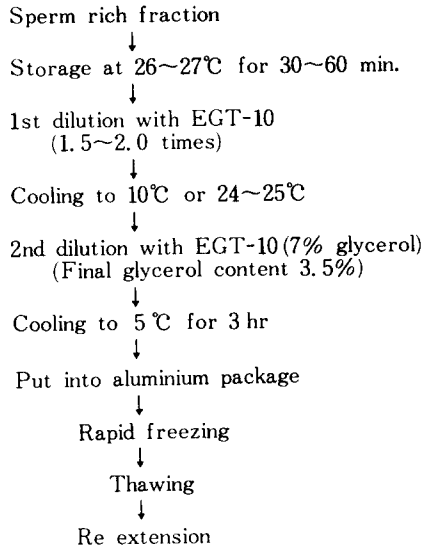 Sperm rich fraction
↓
Storage at 26~27℃ for 30~60 min.
↓
1st dilution with EGT-10
(1.5~2.0 times)
↓
Cooling to 10℃ or 24~25℃
↓
2nd dilution with EGT-10(7% glycerol)
(Final glycerol content 3.5%)
↓
Cooling to 5℃ for 3 hr
↓
Put into aluminium package
↓
Rapid freezing
↓
Thawing
↓
Re extension